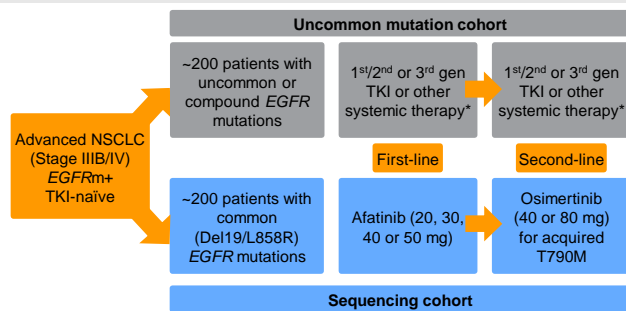 Uncommon mutation cohort
~200 patients with
uncommon or
compound EGFR
mutations
1st/2nd or 3rd gen
TKI or other
systemic therapy*
1st/2nd or 3rd gen
TKI or other
systemic therapy*
Advanced NSCLC
(Stage IIIB/IV)
EGFRm+
TKI-naïve
First-line
Second-line
~200 patients with
common
(Del19/L858R)
EGFR mutations
Afatinib (20, 30,
40 or 50 mg)
Osimertinib
(40 or 80 mg)
for acquired
T790M
Sequencing cohort